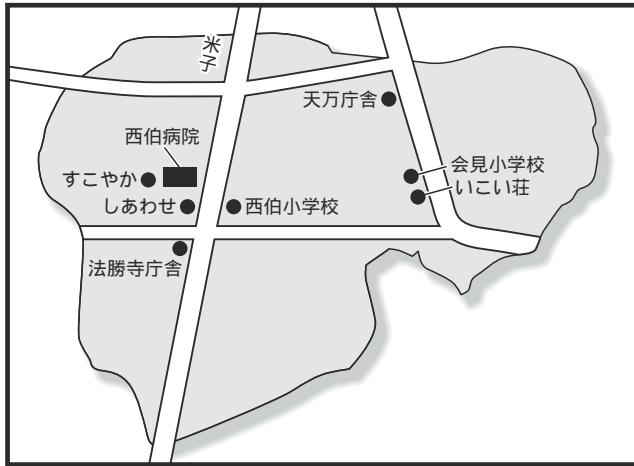 米子
天万庁舎
西伯病院
会見小学校
すこやか
いこい荘
しあわせ
西伯小学校
法勝寺庁舎